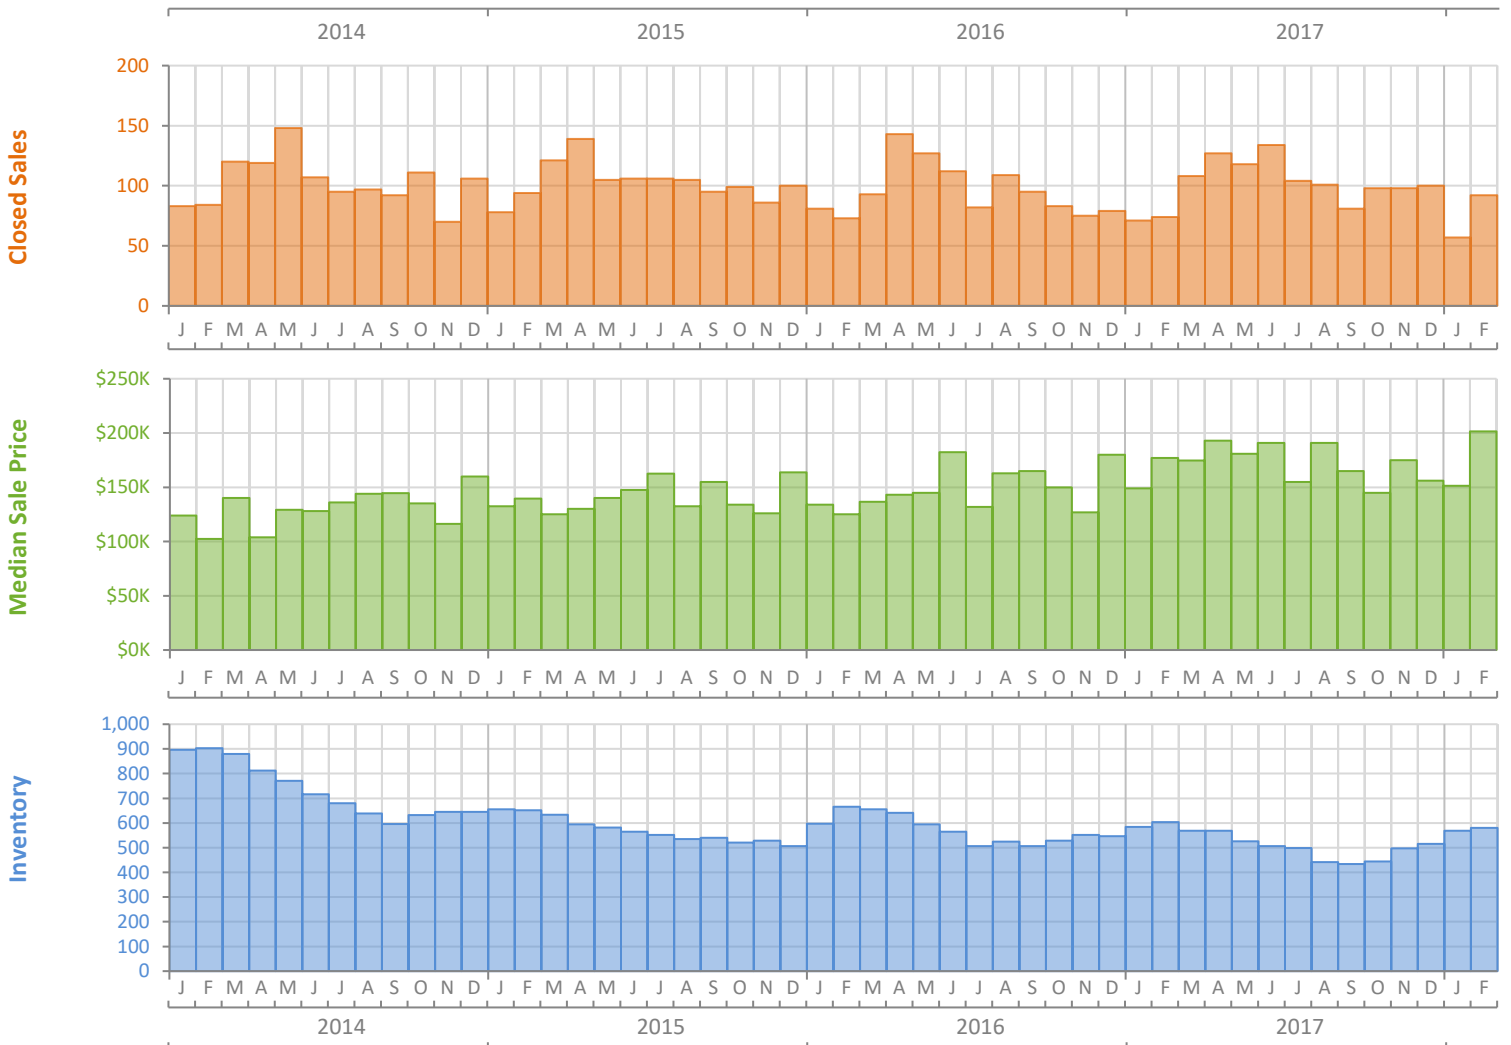 2014 2015 2016 2017
Closed Sales
200
150
100
50
0
J F M A M J J A S O N D J F M A M J J A S O N D J F M A M J J A S O N D J F M A M J J A S O N D J F
Median Sale Price
$250K
$200K
$150K
$100K
$50K
$0K
J F M A M J J A S O N D J F M A M J J A S O N D J F M A M J J A S O N D J F M A M J J A S O N D J F
Inventory
1,000
900
800
700
600
500
400
300
200
100
0
J F M A M J J A S O N D J F M A M J J A S O N D J F M A M J J A S O N D J F M A M J J A S O N D J F
2014 2015 2016 2017